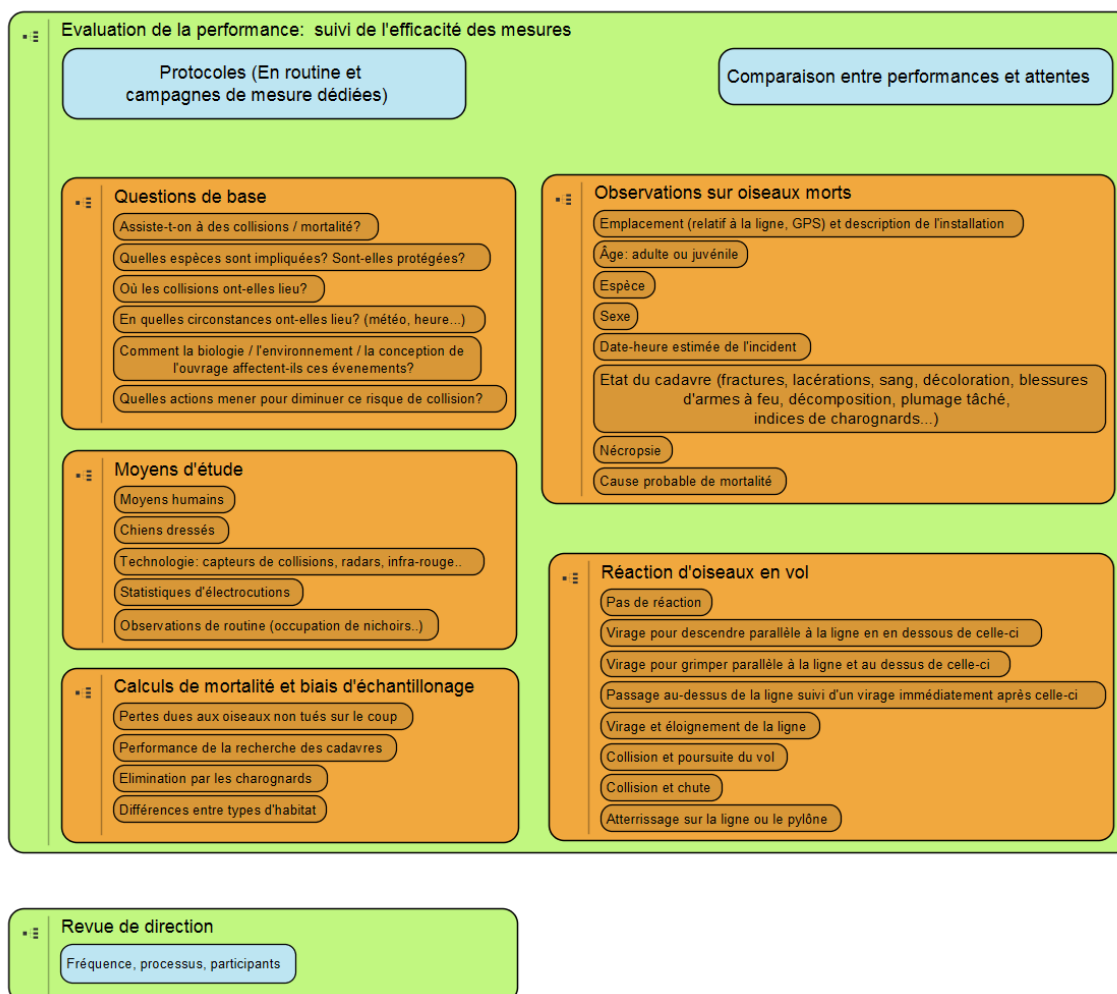 Evaluation de la performance:  suivi de l'efficacité des mesures
Protocoles (En routine et
campagnes de mesure dédiées)
Comparaison entre performances et attentes
Questions de base
Assiste-t-on à des collisions / mortalité?
Quelles espèces sont impliquées? Sont-elles protégées?
Où les collisions ont-elles lieu?
En quelles circonstances ont-elles lieu? (météo, heure...)
Comment la biologie / l'environnement / la conception de
l'ouvrage affectent-ils ces évenements?
Quelles actions mener pour diminuer ce risque de collision?
Moyens d'étude
Moyens humains
Chiens dressés
Technologie: capteurs de collisions, radars, infra-rouge..
Statistiques d'électrocutions
Observations de routine (occupation de nichoirs..)
Calculs de mortalité et biais d'échantillonage
Pertes dues aux oiseaux non tués sur le coup
Performance de la recherche des cadavres
Elimination par les charognards
Différences entre types d'habitat
Observations sur oiseaux morts
Emplacement (relatif à la ligne, GPS) et description de l'installation
Âge: adulte ou juvénile
Espèce
Sexe
Date-heure estimée de l'incident
Etat du cadavre (fractures, lacérations, sang, décoloration, blessures
d'armes à feu, décomposition, plumage tâché,
indices de charognards...)
Nécropsie
Cause probable de mortalité
Réaction d'oiseaux en vol
Pas de réaction
Virage pour descendre parallèle à la ligne en en dessous de celle-ci
Virage pour grimper parallèle à la ligne et au dessus de celle-ci
Passage au-dessus de la ligne suivi d'un virage immédiatement après celle-ci
Virage et éloignement de la ligne
Collision et poursuite du vol
Collision et chute
Atterrissage sur la ligne ou le pylône
Revue de direction
Fréquence, processus, participants